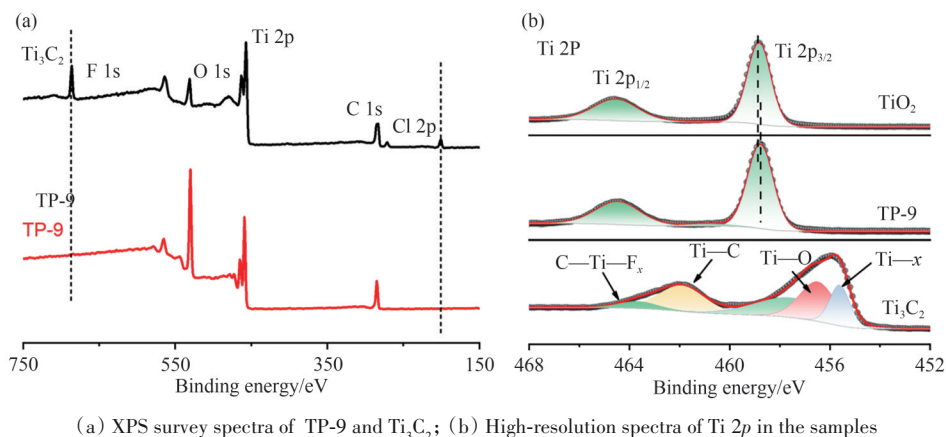 (a)
Ti₃C₂
F 1s
O 1s
Ti 2p
C 1s
Cl 2p
TP-9
TP-9
750
550
350
150
Binding energy/eV
(b)
Ti 2P
Ti 2p₁/₂
Ti 2p₃/₂
TiO₂
TP-9
C—Ti—Fₓ
Ti—C
Ti—O
Ti—x
Ti₃C₂
468
464
460
456
452
Binding energy/eV
(a) XPS survey spectra of TP-9 and Ti₃C₂; (b) High-resolution spectra of Ti 2p in the samples